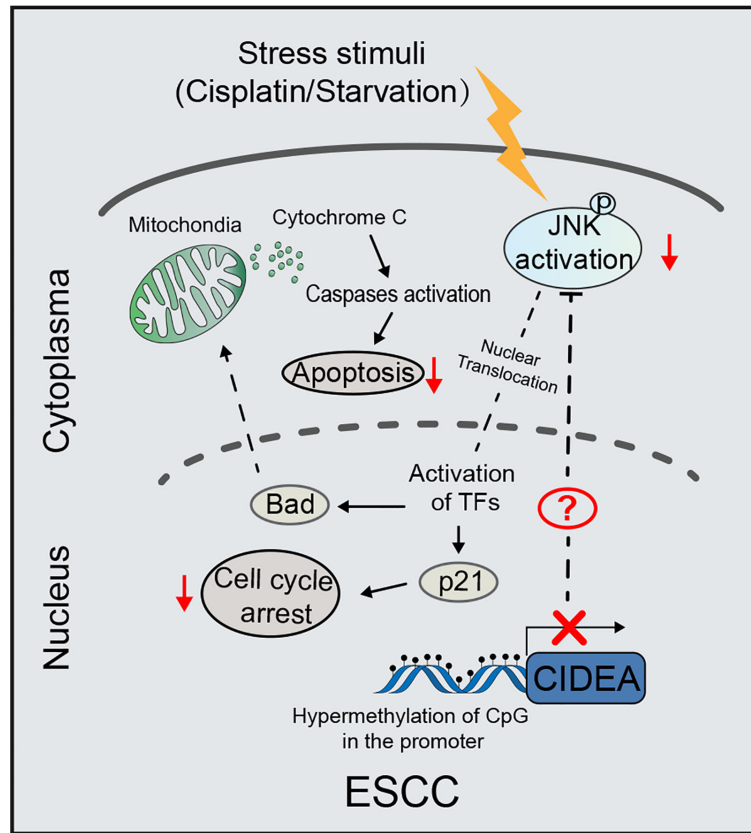 Stress stimuli
(Cisplatin/Starvation）
Mitochondia
Cytochrome C
p
JNK
activation
Caspases activation
Apoptosis
Nuclear
Translocation
Cytoplasma
Activation
of TFs
Bad
?
p21
Cell cycle
arrest
Nucleus
CIDEA
Hypermethylation of CpG
in the promoter
ESCC